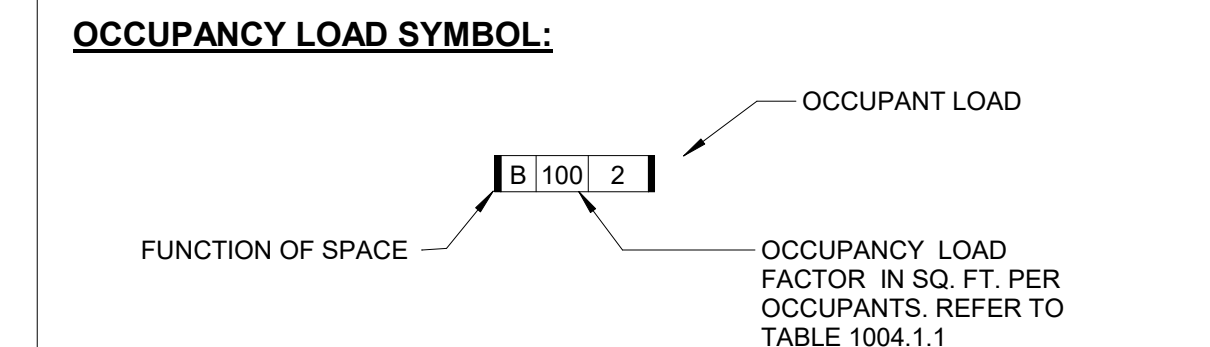 OCCUPANCY LOAD SYMBOL:
OCCUPANT LOAD
B 100 2
FUNCTION OF SPACE
OCCUPANCY LOAD
FACTOR IN SQ. FT. PER
OCCUPANTS. REFER TO
TABLE 1004.1.1